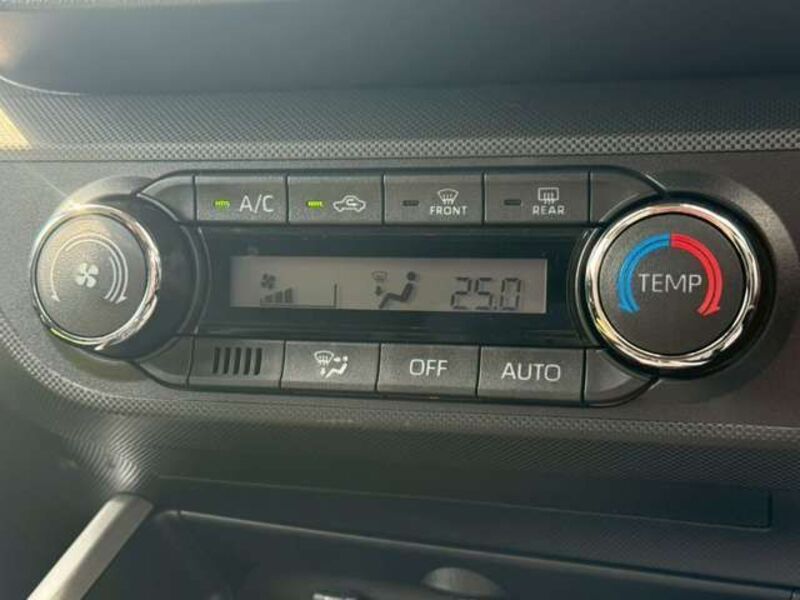 A/C
FRONT
REAR
25.0
TEMP
OFF
AUTO